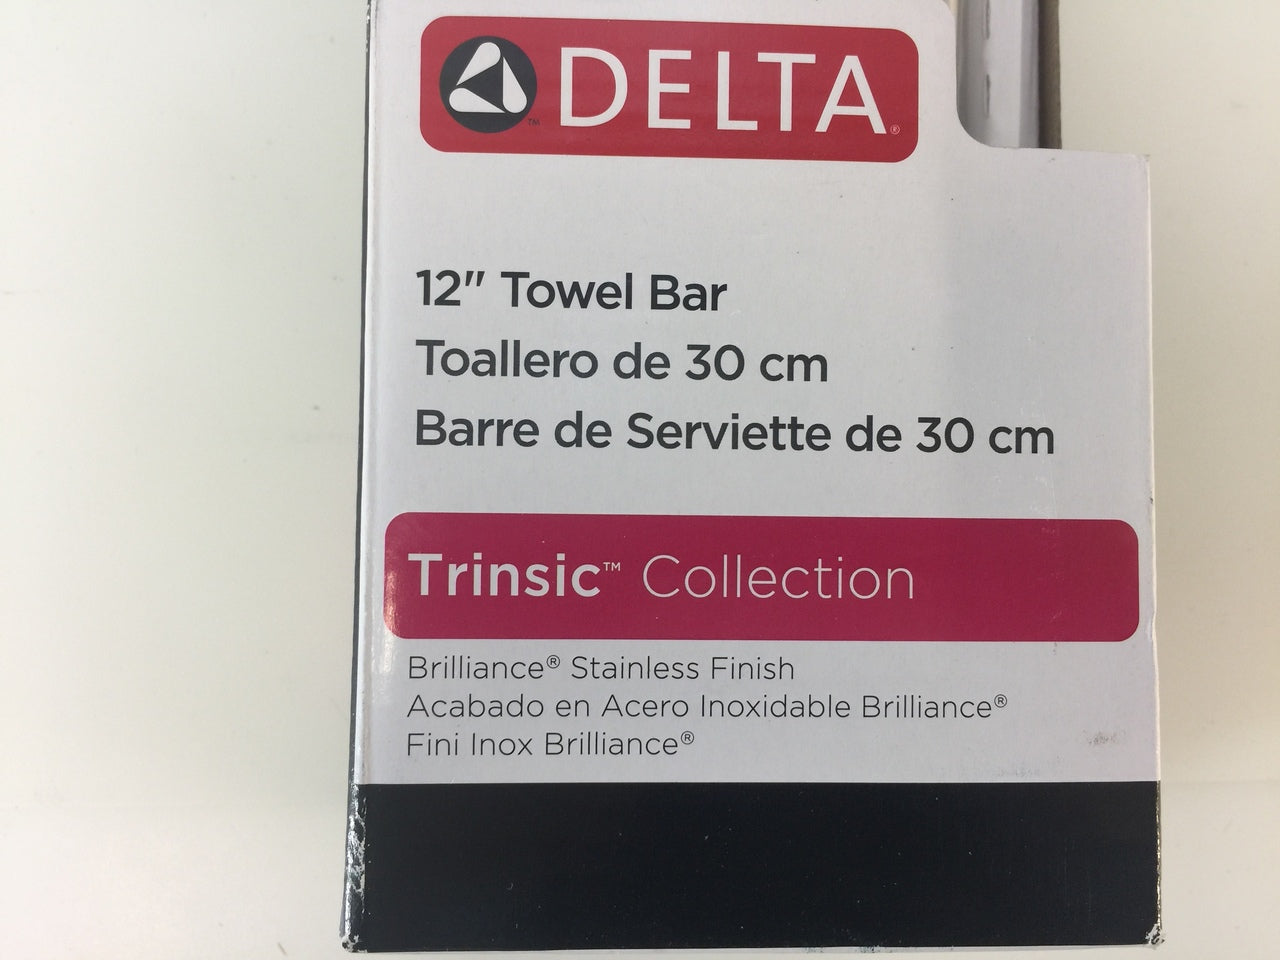 DELTA®
12" Towel Bar
Toallero de 30 cm
Barre de Serviette de 30 cm
Trinsic™ Collection
Brilliance® Stainless Finish
Acabado en Acero Inoxidable Brilliance®
Fini Inox Brilliance®